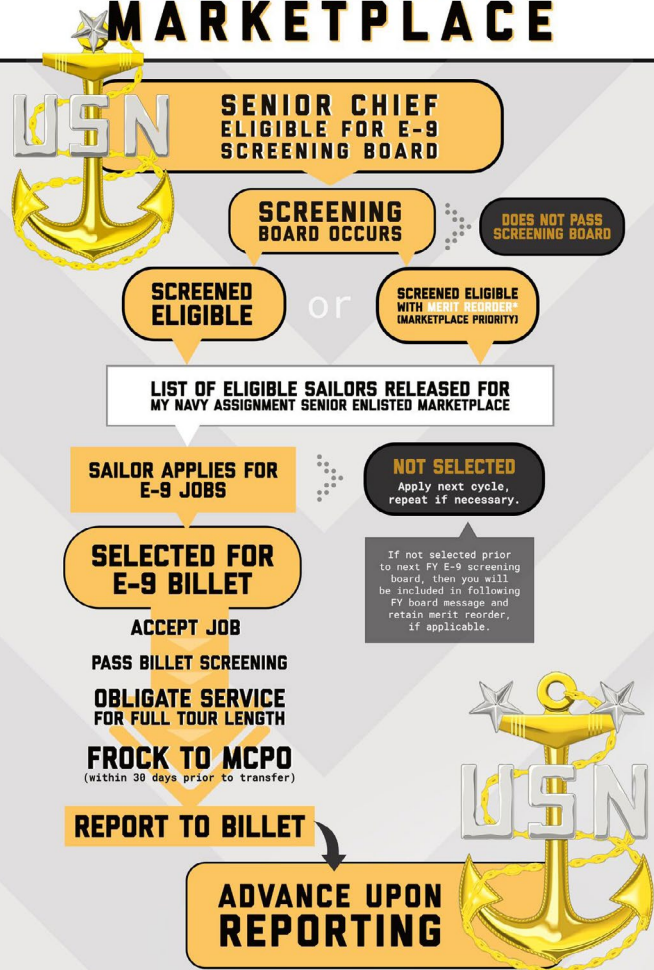 MARKETPLACE
USN
SENIOR CHIEF
ELIGIBLE FOR E-9
SCREENING BOARD
SCREENING
BOARD OCCURS
DOES NOT PASS
SCREENING BOARD
SCREENED
ELIGIBLE
or
SCREENED ELIGIBLE
WITH MERIT REORDER*
(MARKETPLACE PRIORITY)
LIST OF ELIGIBLE SAILORS RELEASED FOR
MY NAVY ASSIGNMENT SENIOR ENLISTED MARKETPLACE
SAILOR APPLIES FOR
E-9 JOBS
NOT SELECTED
Apply next cycle,
repeat if necessary.
If not selected prior
to next FY E-9 screening
board, then you will
be included in following
FY board message and
retain merit reorder,
if applicable.
SELECTED FOR
E-9 BILLET
ACCEPT JOB
PASS BILLET SCREENING
OBLIGATE SERVICE
FOR FULL TOUR LENGTH
FROCK TO MCPO
(within 30 days prior to transfer)
REPORT TO BILLET
USN
ADVANCE UPON
REPORTING